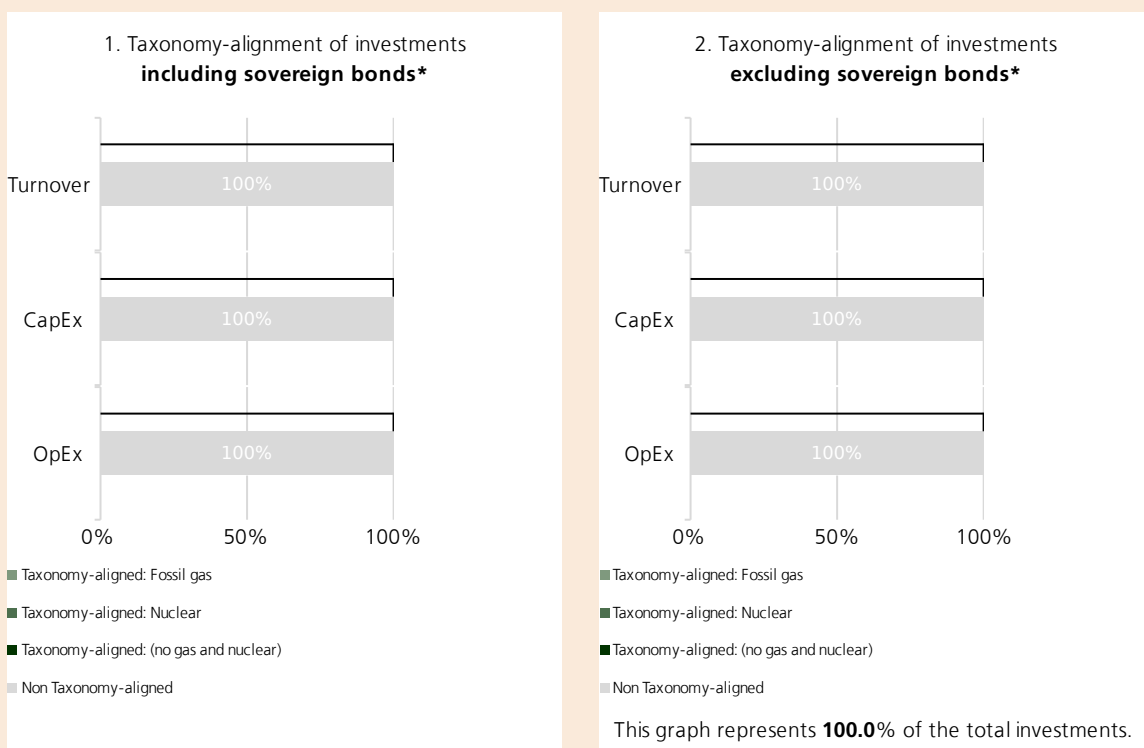 1. Taxonomy-alignment of investments
including sovereign bonds*
Turnover
100%
CapEx
100%
OpEx
100%
0% 50% 100%
Taxonomy-aligned: Fossil gas
Taxonomy-aligned: Nuclear
Taxonomy-aligned: (no gas and nuclear)
Non Taxonomy-aligned
2. Taxonomy-alignment of investments
excluding sovereign bonds*
Turnover
100%
CapEx
100%
OpEx
100%
0% 50% 100%
Taxonomy-aligned: Fossil gas
Taxonomy-aligned: Nuclear
Taxonomy-aligned: (no gas and nuclear)
Non Taxonomy-aligned
This graph represents 100.0% of the total investments.